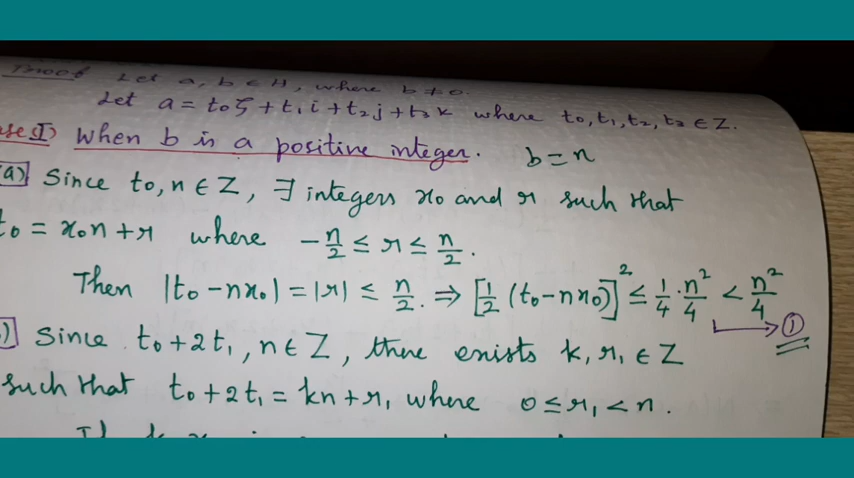 Proof Let a, b ∈ H, where b ≠ 0.
Let a = t₀ζ + t₁i + t₂j + t₃k where t₀, t₁, t₂, t₃ ∈ Z.
ase(I) When b is a positive integer. b = n
(a) Since t₀, n ∈ Z, ∃ integers x₀ and r such that
t₀ = x₀n + r where -n/2 ≤ r ≤ n/2.
Then |t₀ - nx₀| = |r| ≤ n/2. ⇒ [1/2 (t₀ - nx₀)]² ≤ 1/4 · n²/4 < n²/4 → ①
) Since t₀ + 2t₁, n ∈ Z, there exists k, r₁ ∈ Z
such that t₀ + 2t₁ = kn + r₁, where 0 ≤ r₁ < n.